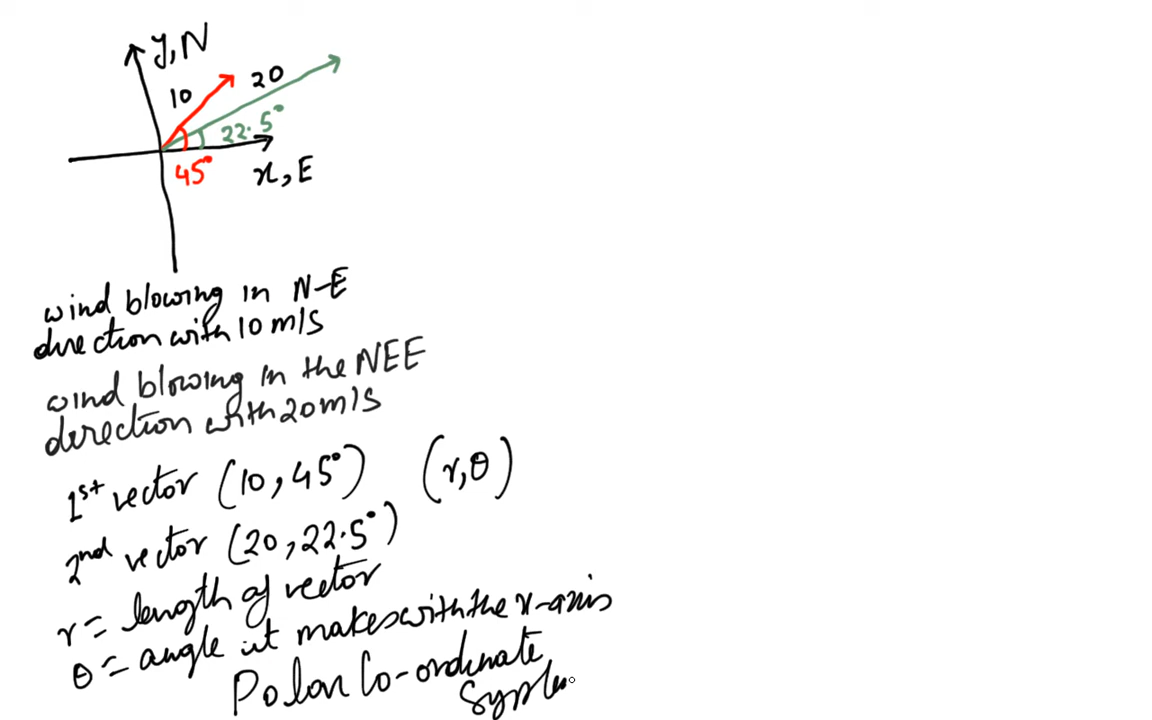 y, N
10
20
22.5°
45°
x, E
wind blowing in N-E
direction with 10 m/s
wind blowing in the NEE
direction with 20 m/s
1st vector (10, 45°) (r, θ)
2nd vector (20, 22.5°)
r = length of vector
θ = angle it makes with the x-axis
Polar Co-ordinate
System